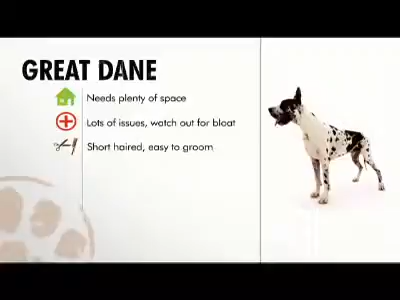 GREAT DANE
Needs plenty of space
Lots of issues, watch out for bloat
Short haired, easy to groom